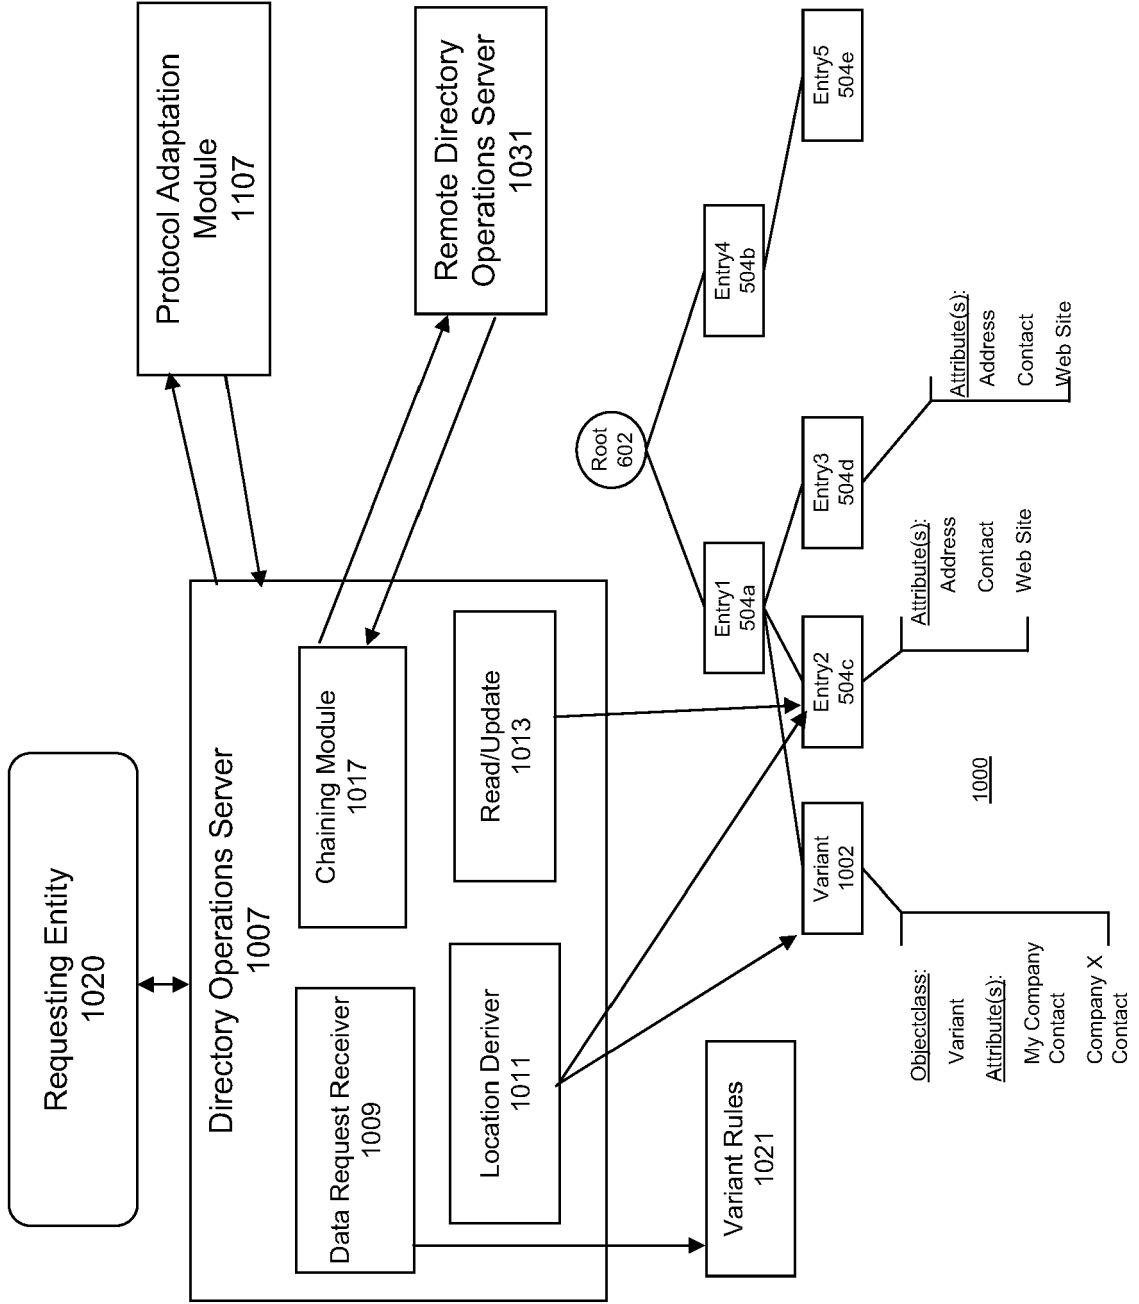 Requesting Entity
1020
Directory Operations Server
1007
Data Request Receiver
1009
Chaining Module
1017
Location Deriver
1011
Read/Update
1013
Protocol Adaptation
Module
1107
Remote Directory
Operations Server
1031
Variant Rules
1021
Root
602
Entry1
504a
Entry4
504b
Variant
1002
Entry2
504c
Entry3
504d
Entry5
504e
Objectclass:
Variant
Attribute(s):
My Company
Contact
Company X
Contact
Attribute(s):
Address
Contact
Web Site
Attribute(s):
Address
Contact
Web Site
1000